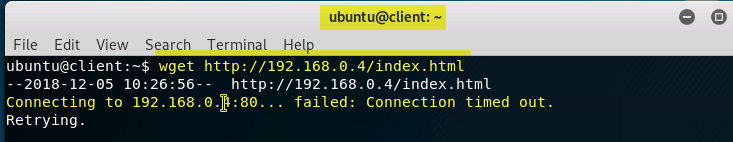 ubuntu@client: ~
File Edit View Search Terminal Help
ubuntu@client:~$ wget http://192.168.0.4/index.html
--2018-12-05 10:26:56--  http://192.168.0.4/index.html
Connecting to 192.168.0.4:80... failed: Connection timed out.
Retrying.